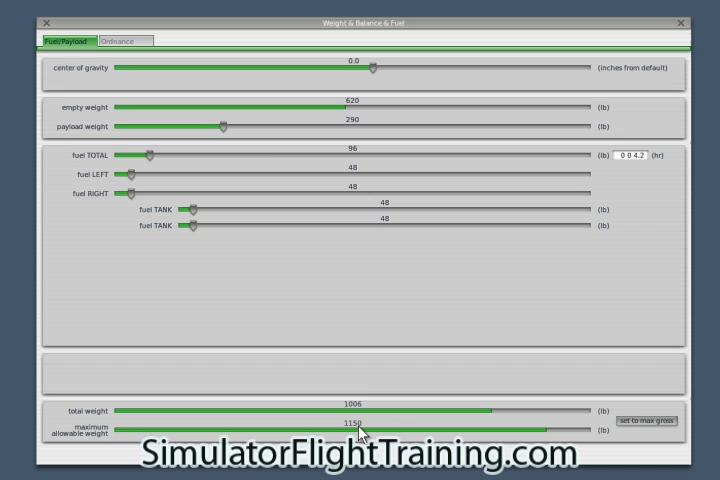 Weight & Balance & Fuel
Fuel/Payload Ordnance
0.0
center of gravity (inches from default)
620
empty weight (lb)
290
payload weight (lb)
96
fuel TOTAL (lb) 0 0 4.2 (hr)
48
fuel LEFT
48
fuel RIGHT
48
fuel TANK (lb)
48
fuel TANK (lb)
1006
total weight (lb)
set to max gross
1150
maximum
allowable weight (lb)
SimulatorFlightTraining.com